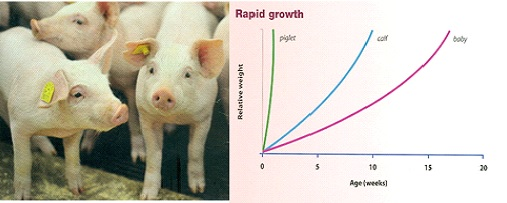 Rapid growth
piglet
calf
baby
Relative weight
0
5
10
15
20
Age (weeks)